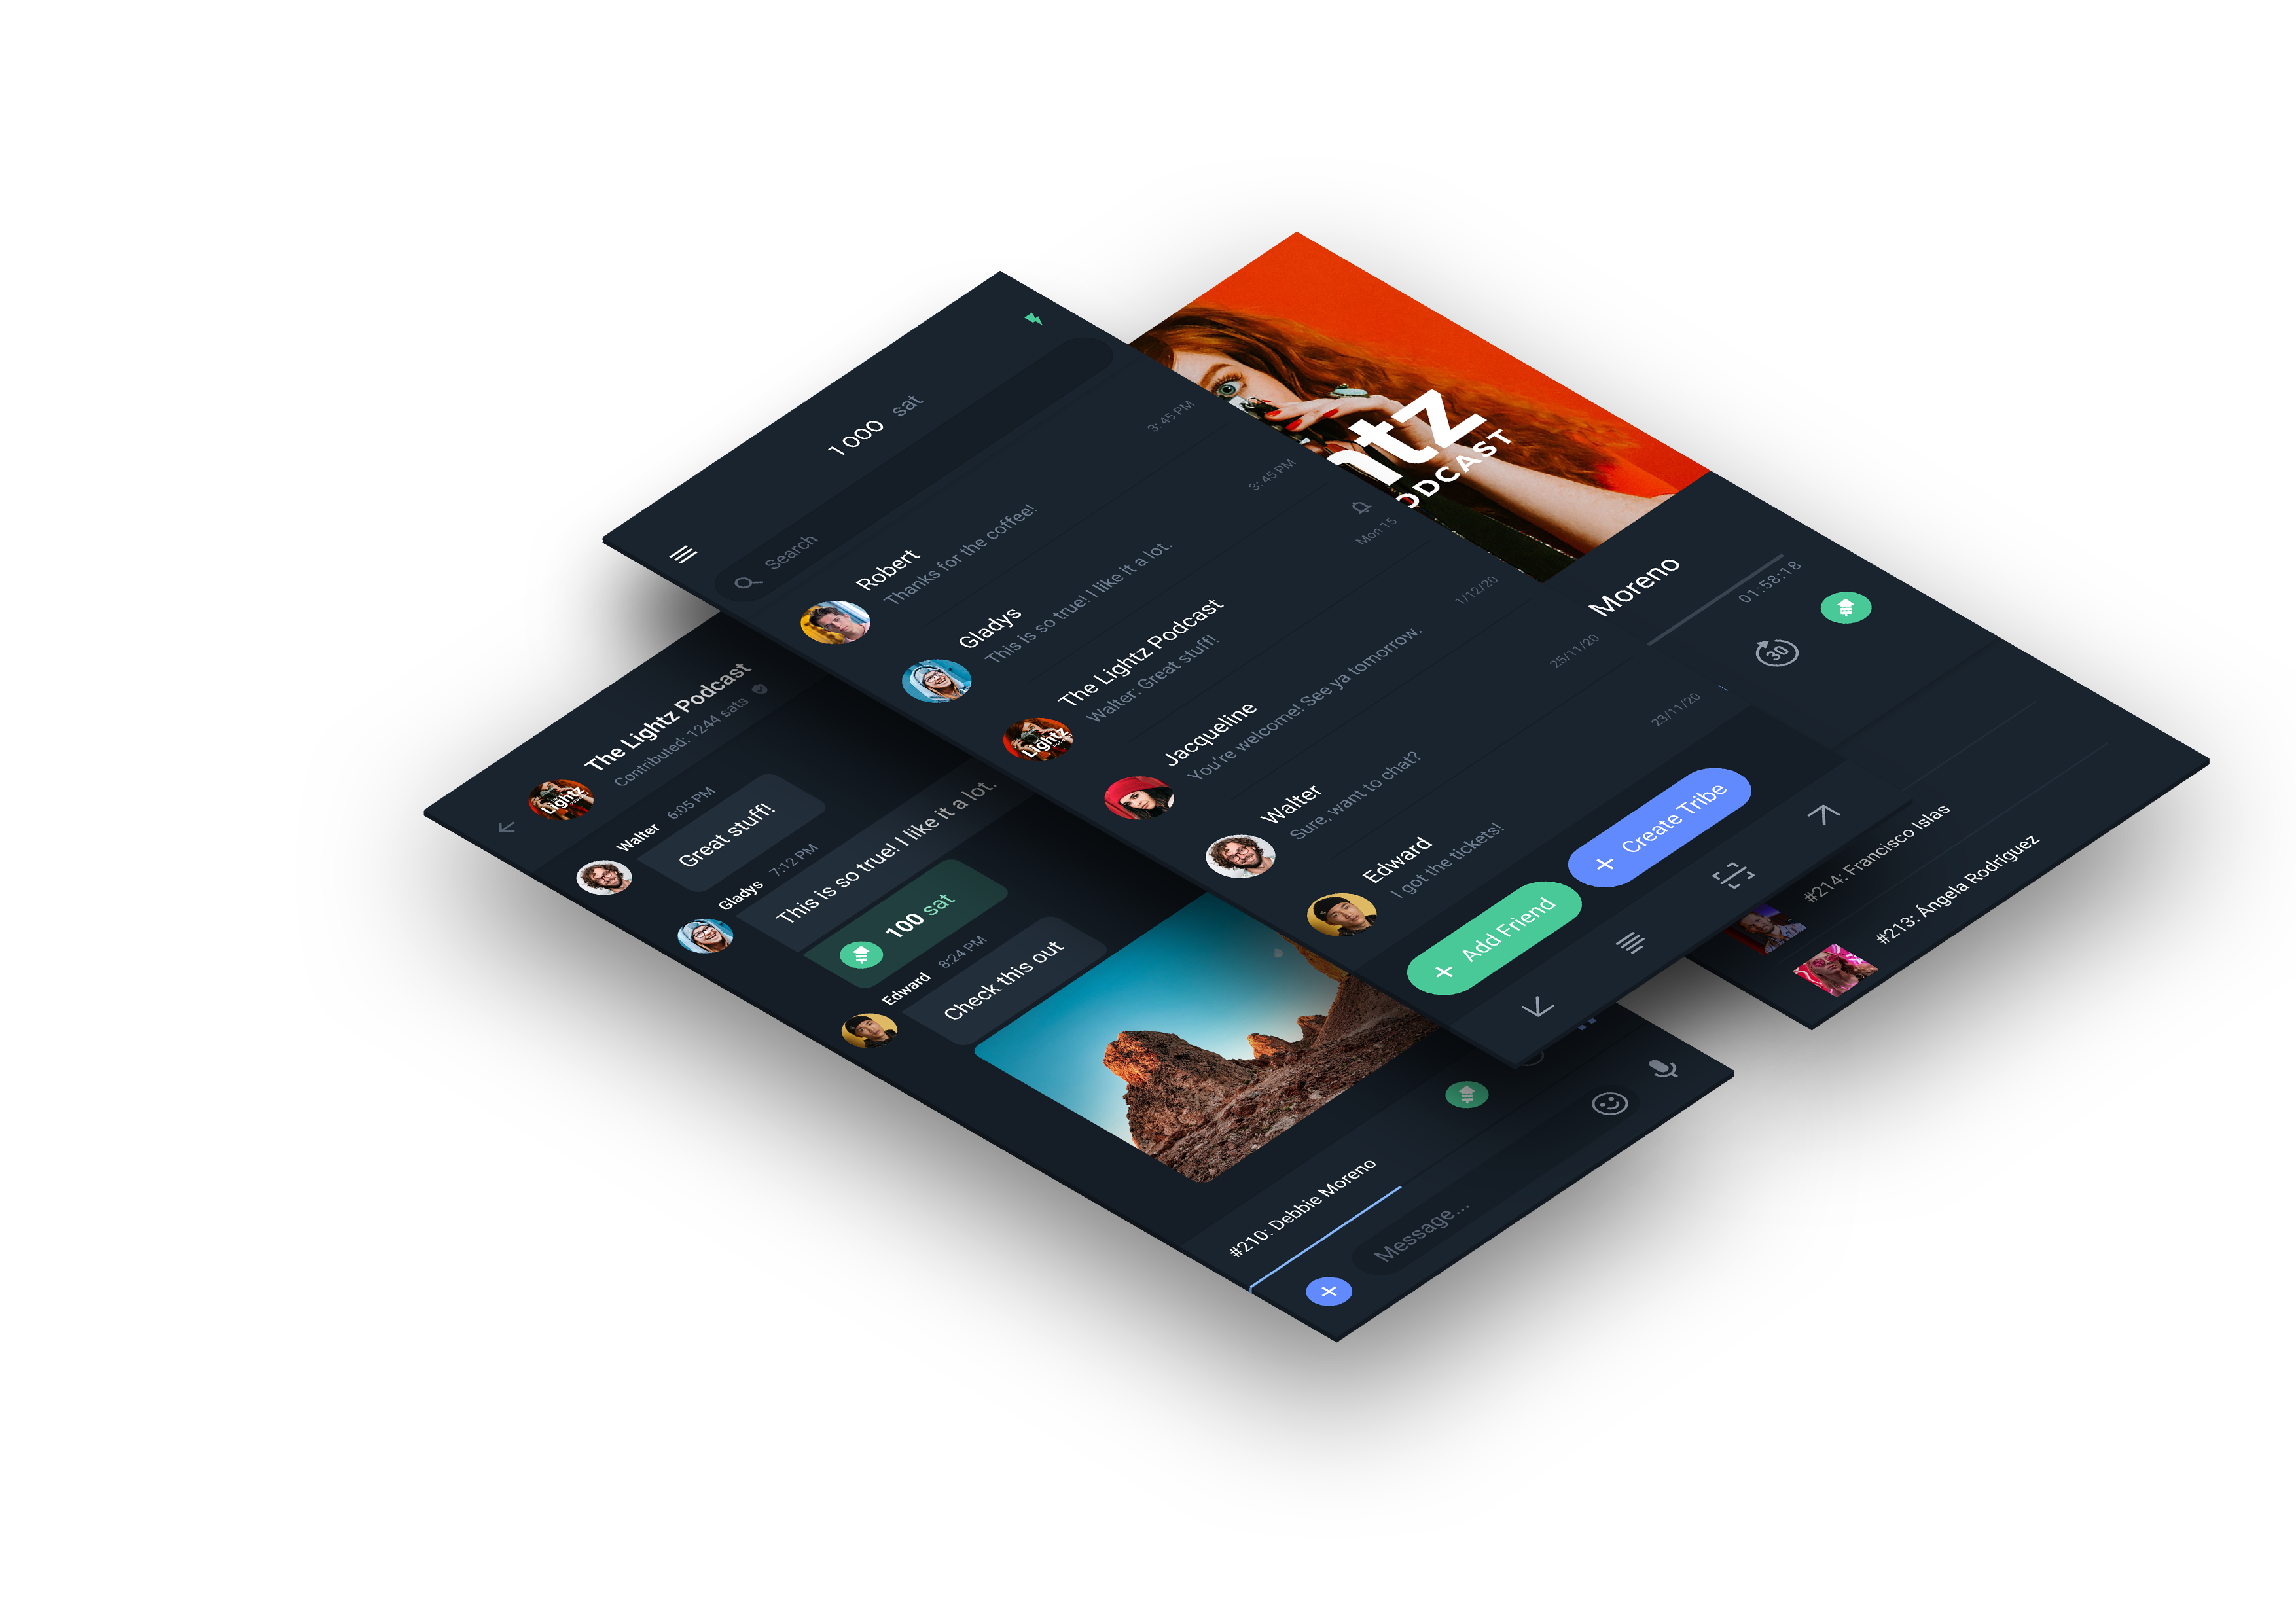 1 000 sat
Search
Robert
3:45 PM
Thanks for the coffee!
Gladys
3:45 PM
This is so true! I like it a lot.
The Lightz Podcast
Mon 15
Walter: Great stuff!
Jacqueline
1/12/20
You're welcome! See ya tomorrow.
Walter
25/11/20
Sure, want to chat?
Edward
23/11/20
I got the tickets!
+ Add Friend
+ Create Tribe
Lightz
The Lightz Podcast
Contributed: 1244 sats
Lightz
Walter 6:05 PM
Great stuff!
Gladys 7:12 PM
This is so true! I like it a lot.
100 sat
Edward 8:24 PM
Check this out
#210: Debbie Moreno
+
Message...
ntz
ODCAST
Moreno
01:58:18
30
#214: Francisco Islas
#213: Ángela Rodríguez